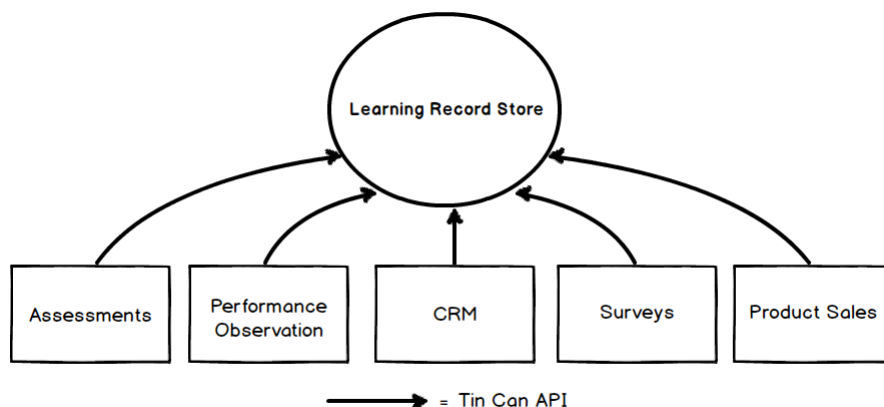 Learning Record Store
Assessments
Performance
Observation
CRM
Surveys
Product Sales
= Tin Can API